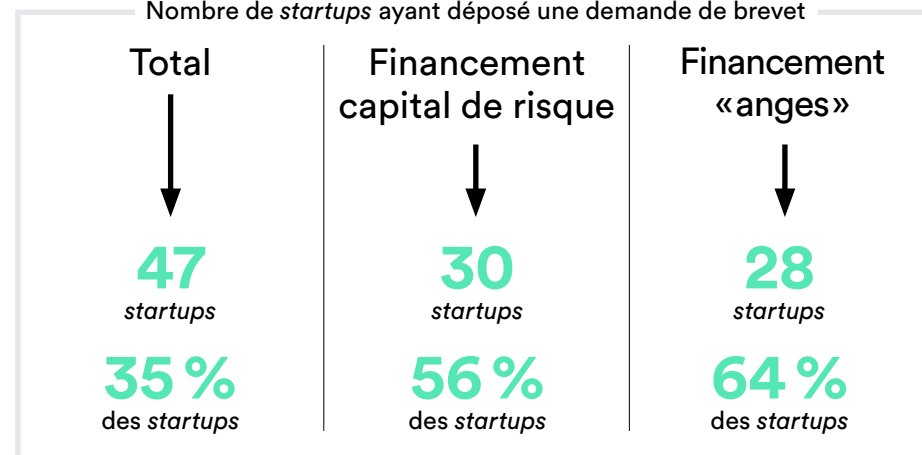 Nombre de startups ayant déposé une demande de brevet
Total
47
startups
35 %
des startups
Financement
capital de risque
30
startups
56 %
des startups
Financement
«anges»
28
startups
64 %
des startups